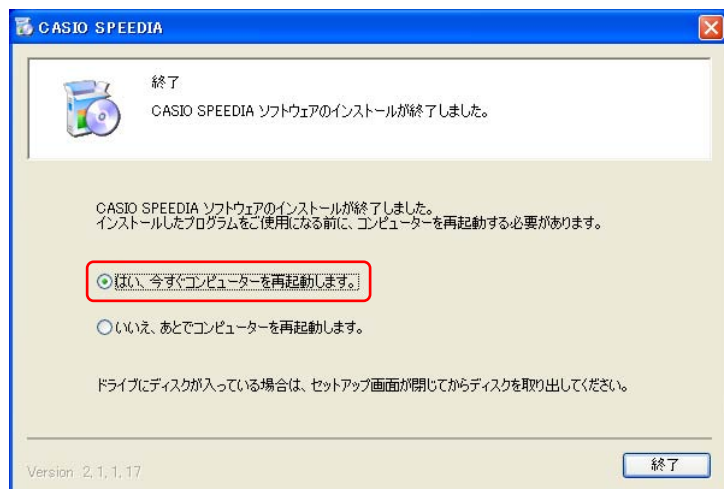 CASIO SPEEDIA
終了
CASIO SPEEDIA ソフトウェアのインストールが終了しました。
CASIO SPEEDIA ソフトウェアのインストールが終了しました。
インストールしたプログラムをご使用になる前に、コンピューターを再起動する必要があります。
はい、今すぐコンピューターを再起動します。
いいえ、あとでコンピューターを再起動します。
ドライブにディスクが入っている場合は、セットアップ画面が閉じてからディスクを取り出してください。
Version 2, 1, 1, 17
終了